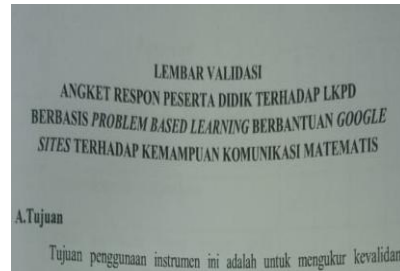 LEMBAR VALIDASI
ANGKET RESPON PESERTA DIDIK TERHADAP LKPD
BERBASIS PROBLEM BASED LEARNING BERBANTUAN GOOGLE
SITES TERHADAP KEMAMPUAN KOMUNIKASI MATEMATIS
A.Tujuan
Tujuan penggunaan instrumen ini adalah untuk mengukur kevalidan